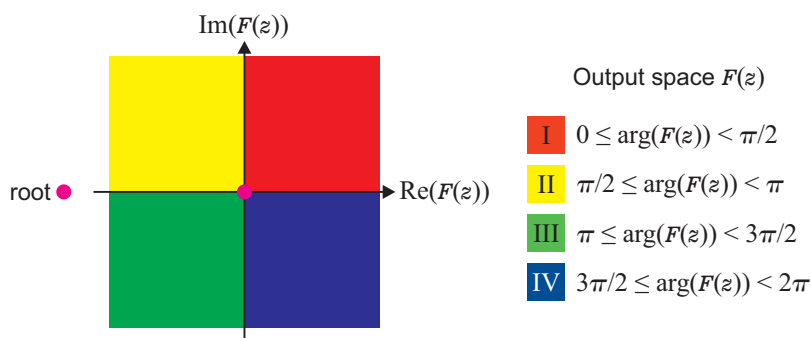 Im(F(z))
root
Re(F(z))
Output space F(z)
I 0 ≤ arg(F(z)) < π/2
II π/2 ≤ arg(F(z)) < π
III π ≤ arg(F(z)) < 3π/2
IV 3π/2 ≤ arg(F(z)) < 2π